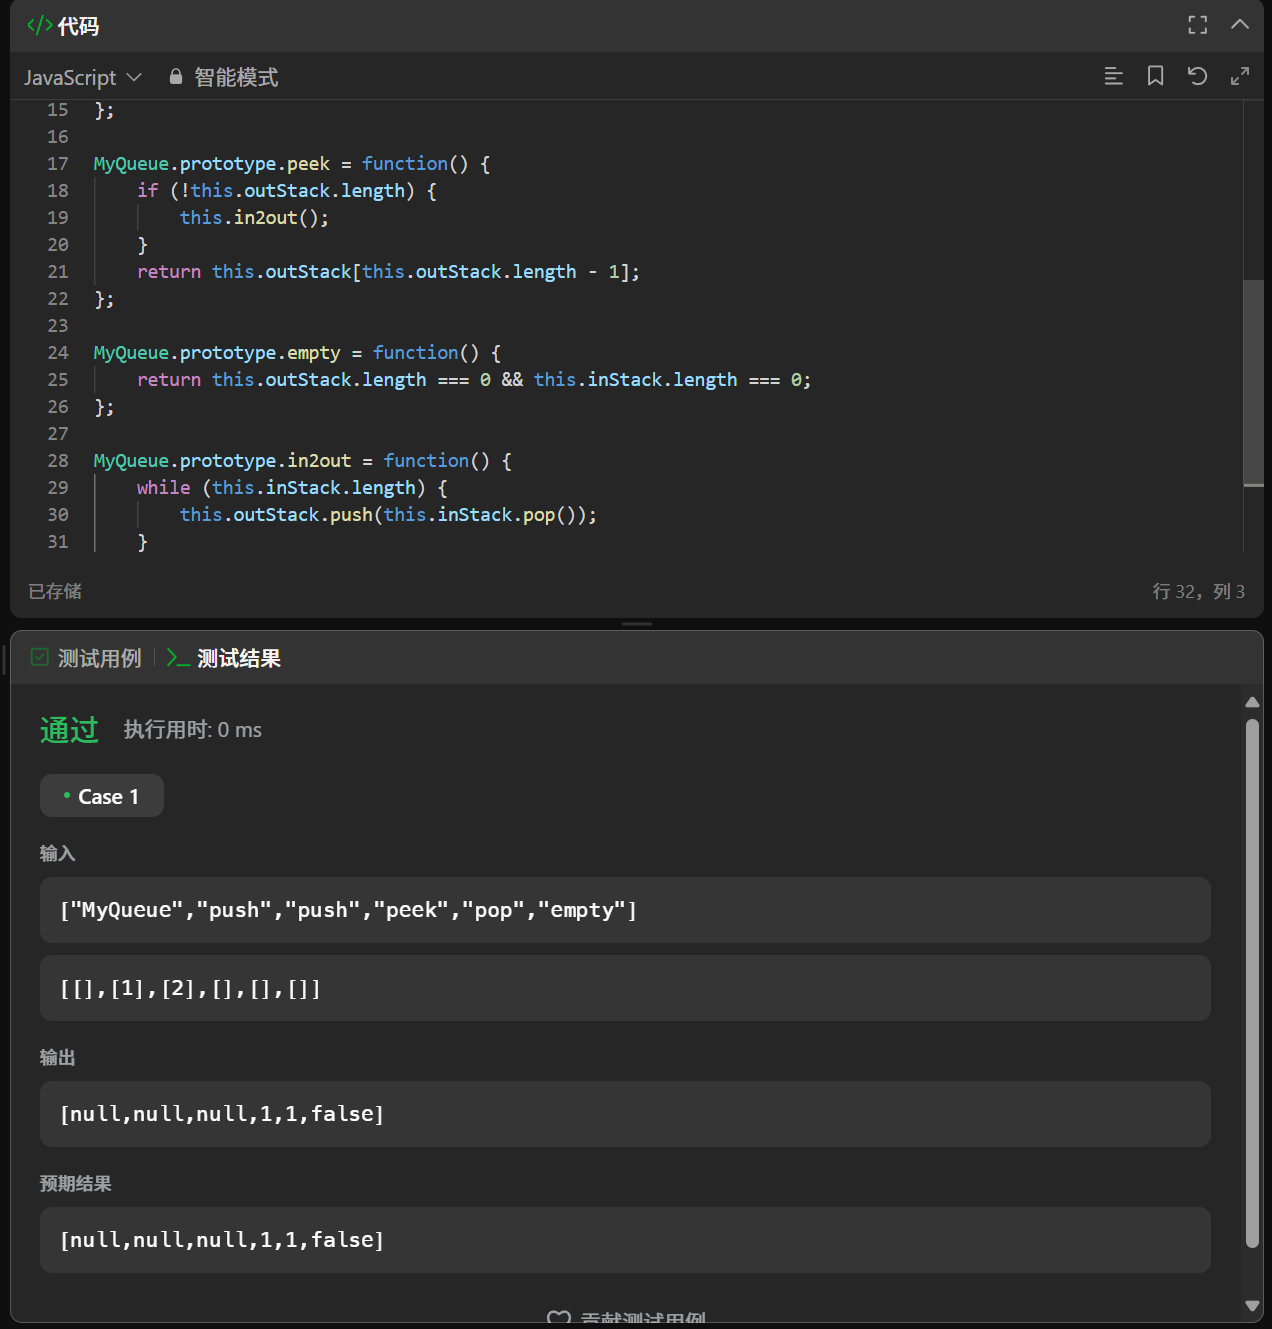 </> 代码
JavaScript 智能模式
15 };
16
17 MyQueue.prototype.peek = function() {
18     if (!this.outStack.length) {
19         this.in2out();
20     }
21     return this.outStack[this.outStack.length - 1];
22 };
23
24 MyQueue.prototype.empty = function() {
25     return this.outStack.length === 0 && this.inStack.length === 0;
26 };
27
28 MyQueue.prototype.in2out = function() {
29     while (this.inStack.length) {
30         this.outStack.push(this.inStack.pop());
31     }
已存储 行 32，列 3
测试用例 >_ 测试结果
通过 执行用时: 0 ms
• Case 1
输入
["MyQueue","push","push","peek","pop","empty"]
[[],[1],[2],[],[],[]]
输出
[null,null,null,1,1,false]
预期结果
[null,null,null,1,1,false]
贡献测试用例